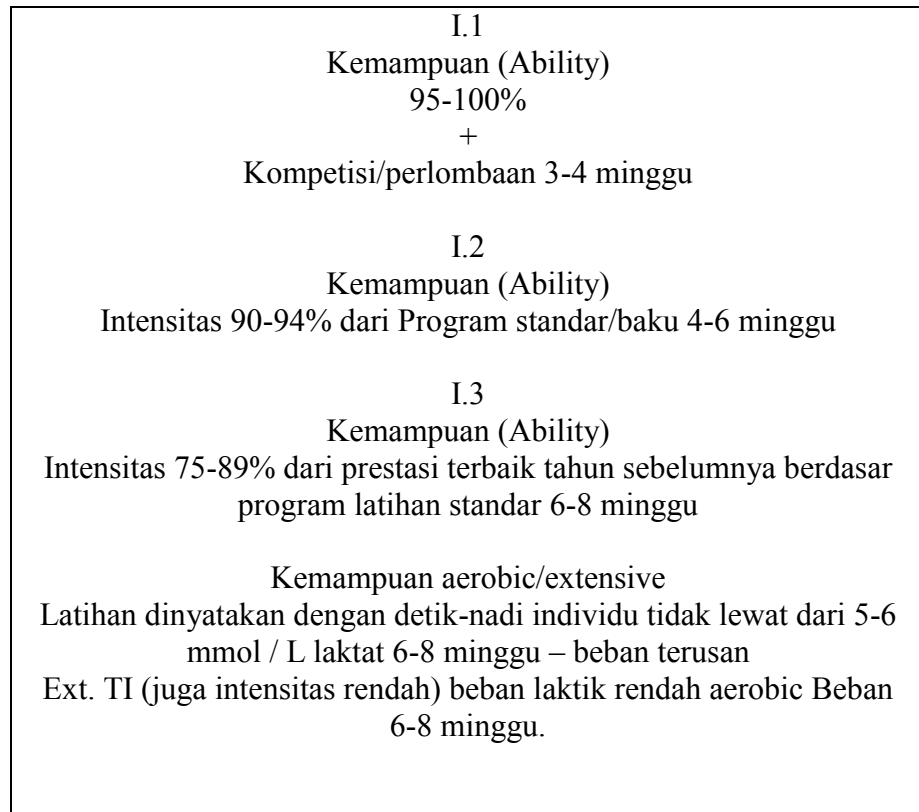 I.1
Kemampuan (Ability)
95-100%
+
Kompetisi/perlombaan 3-4 minggu
I.2
Kemampuan (Ability)
Intensitas 90-94% dari Program standar/baku 4-6 minggu
I.3
Kemampuan (Ability)
Intensitas 75-89% dari prestasi terbaik tahun sebelumnya berdasar
program latihan standar 6-8 minggu
Kemampuan aerobic/extensive
Latihan dinyatakan dengan detik-nadi individu tidak lewat dari 5-6
mmol / L laktat 6-8 minggu – beban terusan
Ext. TI (juga intensitas rendah) beban laktik rendah aerobic Beban
6-8 minggu.